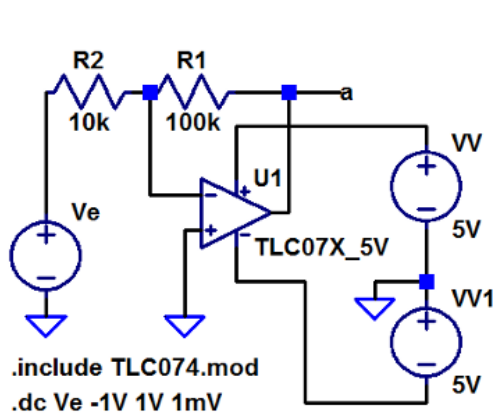 R2 R1
10k 100k
a
VV
5V
U1
Ve
TLC07X_5V
VV1
5V
.include TLC074.mod
.dc Ve -1V 1V 1mV